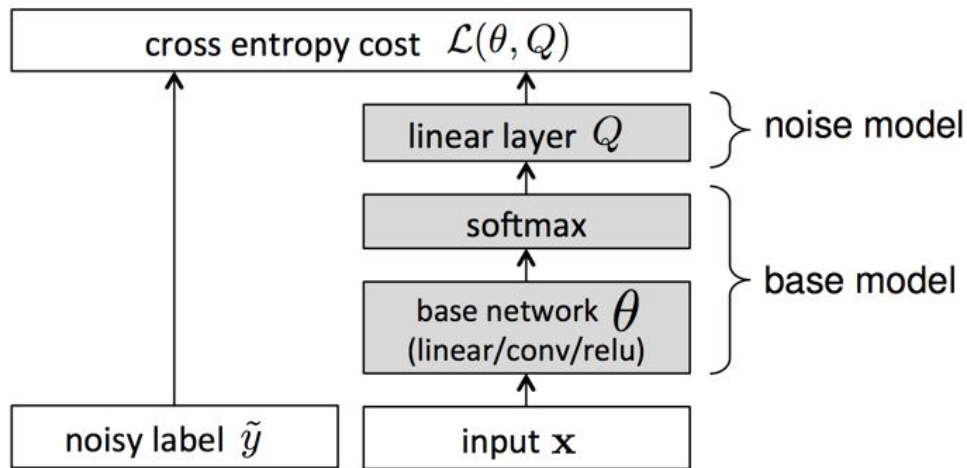 cross entropy cost ℒ(θ, Q)
linear layer Q
noise model
softmax
base model
base network θ
(linear/conv/relu)
noisy label ỹ
input x